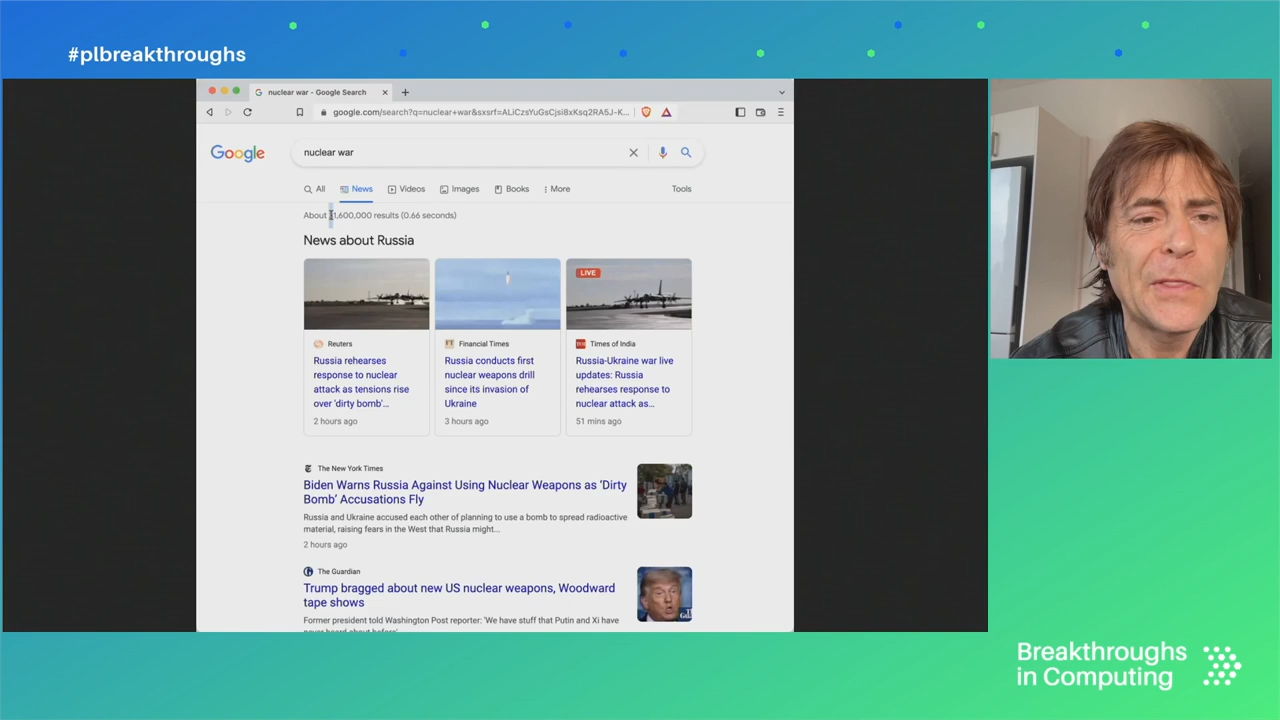 #plbreakthroughs
nuclear war - Google Search
google.com/search?q=nuclear+war&sxsrf=ALiCzsYuGsCjsi8xKsq2RA5J-K...
Google
nuclear war
All
News
Videos
Images
Books
More
Tools
About 11,600,000 results (0.66 seconds)
News about Russia
Reuters
Russia rehearses
response to nuclear
attack as tensions rise
over 'dirty bomb'...
2 hours ago
Financial Times
Russia conducts first
nuclear weapons drill
since its invasion of
Ukraine
3 hours ago
LIVE
Times of India
Russia-Ukraine war live
updates: Russia
rehearses response to
nuclear attack as...
51 mins ago
The New York Times
Biden Warns Russia Against Using Nuclear Weapons as 'Dirty
Bomb' Accusations Fly
Russia and Ukraine accused each other of planning to use a bomb to spread radioactive
material, raising fears in the West that Russia might...
2 hours ago
The Guardian
Trump bragged about new US nuclear weapons, Woodward
tape shows
Former president told Washington Post reporter: 'We have stuff that Putin and Xi have
never heard about before'
Breakthroughs
in Computing